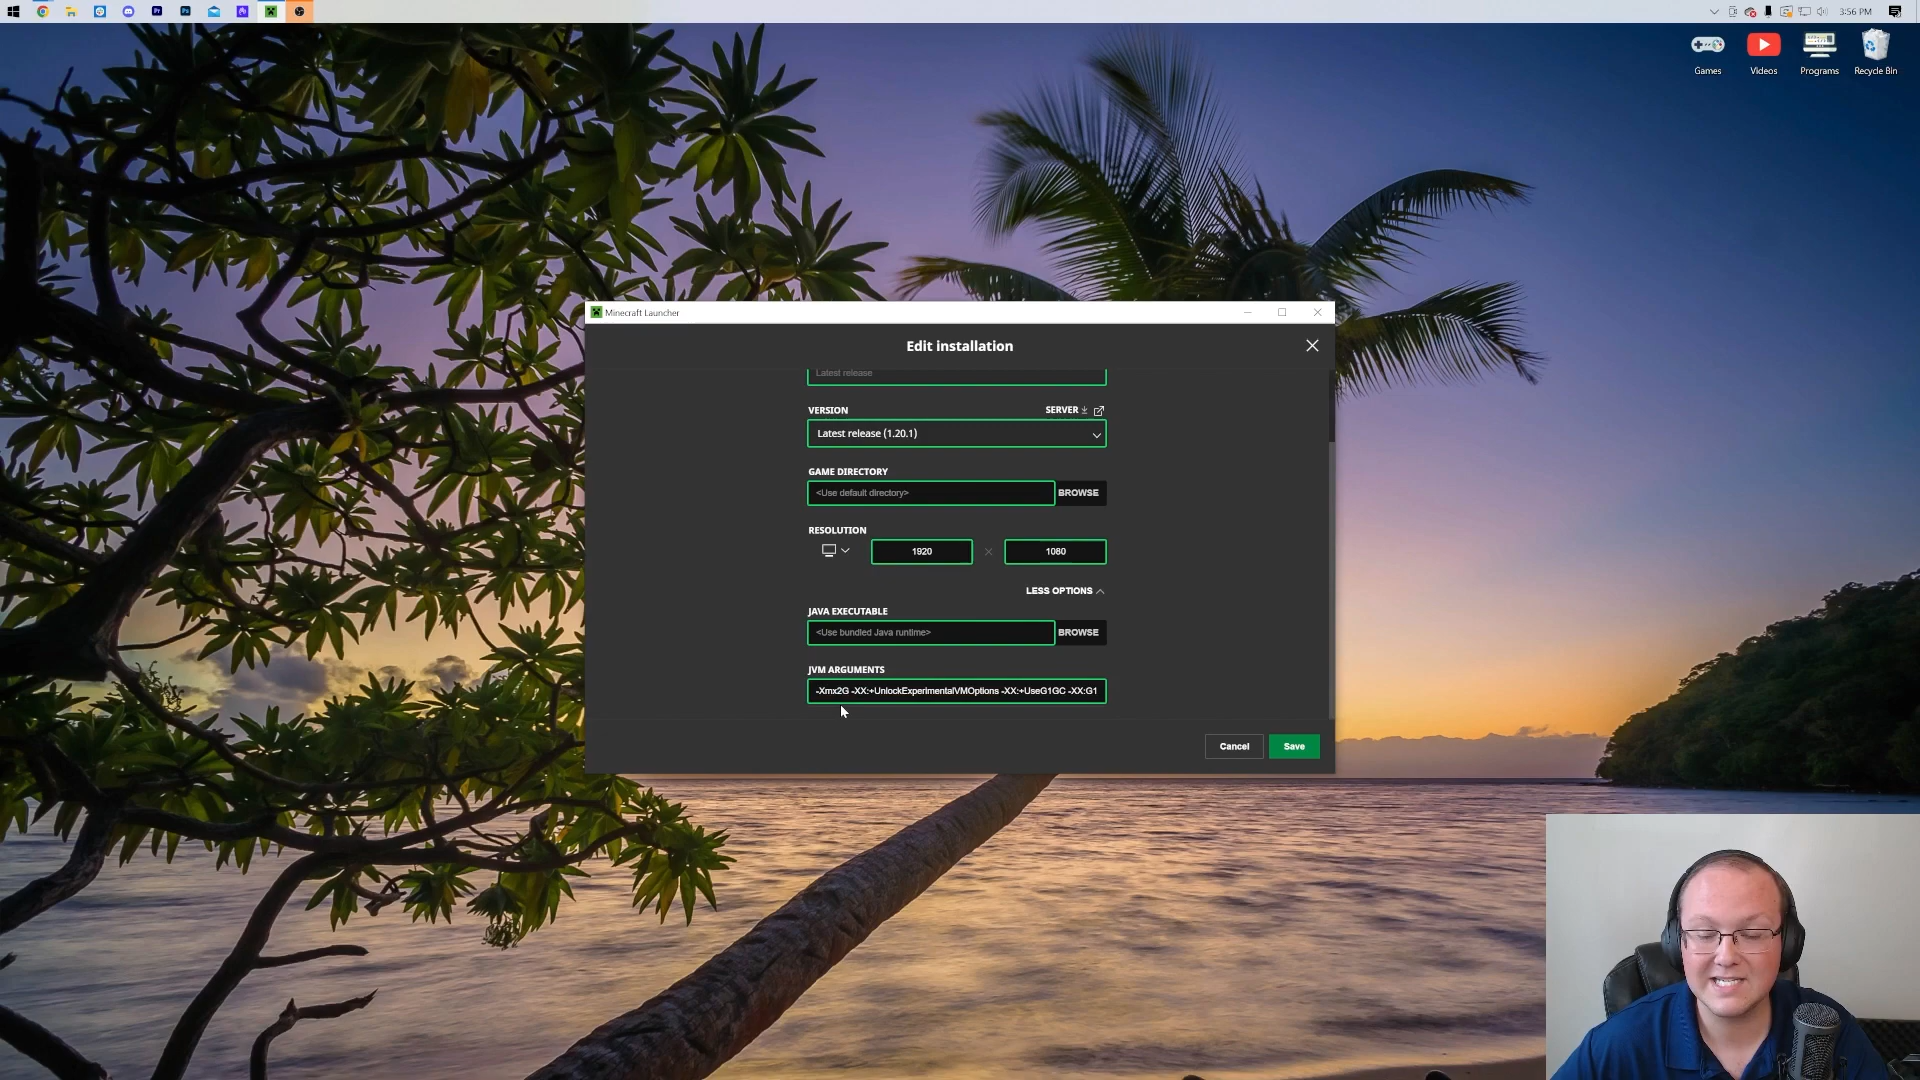 3:56 PM
Games
Videos
Programs
Recycle Bin
Minecraft Launcher
Edit installation
Latest release
VERSION
SERVER
Latest release (1.20.1)
GAME DIRECTORY
<Use default directory>
BROWSE
RESOLUTION
1920
1080
LESS OPTIONS
JAVA EXECUTABLE
<Use bundled Java runtime>
BROWSE
JVM ARGUMENTS
-Xmx2G -XX:+UnlockExperimentalVMOptions -XX:+UseG1GC -XX:G1
Cancel
Save